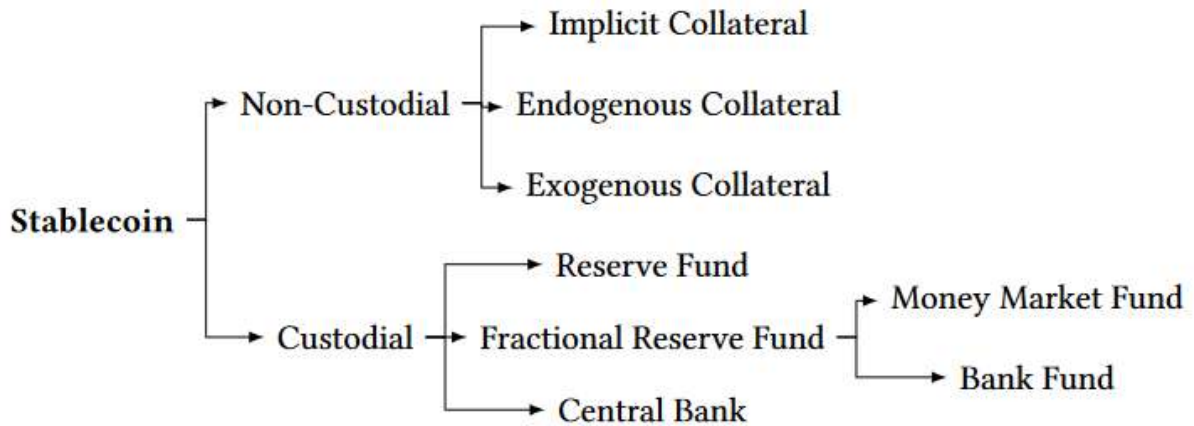 Implicit Collateral
Non-Custodial
Endogenous Collateral
Exogenous Collateral
Stablecoin
Reserve Fund
Money Market Fund
Custodial
Fractional Reserve Fund
Bank Fund
Central Bank